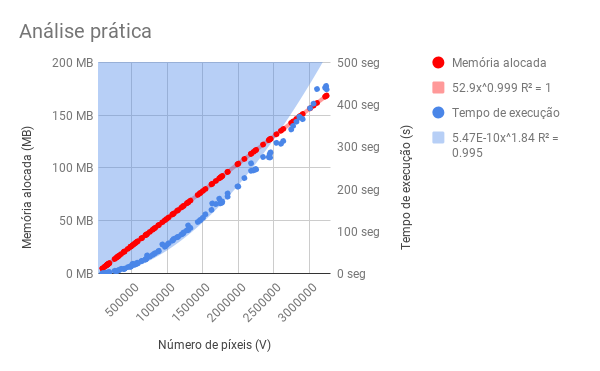 Análise prática
200 MB
150 MB
100 MB
50 MB
0 MB
Memória alocada (MB)
500 seg
400 seg
300 seg
200 seg
100 seg
0 seg
Tempo de execução (s)
500000
1000000
1500000
2000000
2500000
3000000
Número de píxeis (V)
Memória alocada
52.9x^0.999 R² = 1
Tempo de execução
5.47E-10x^1.84 R² =
0.995